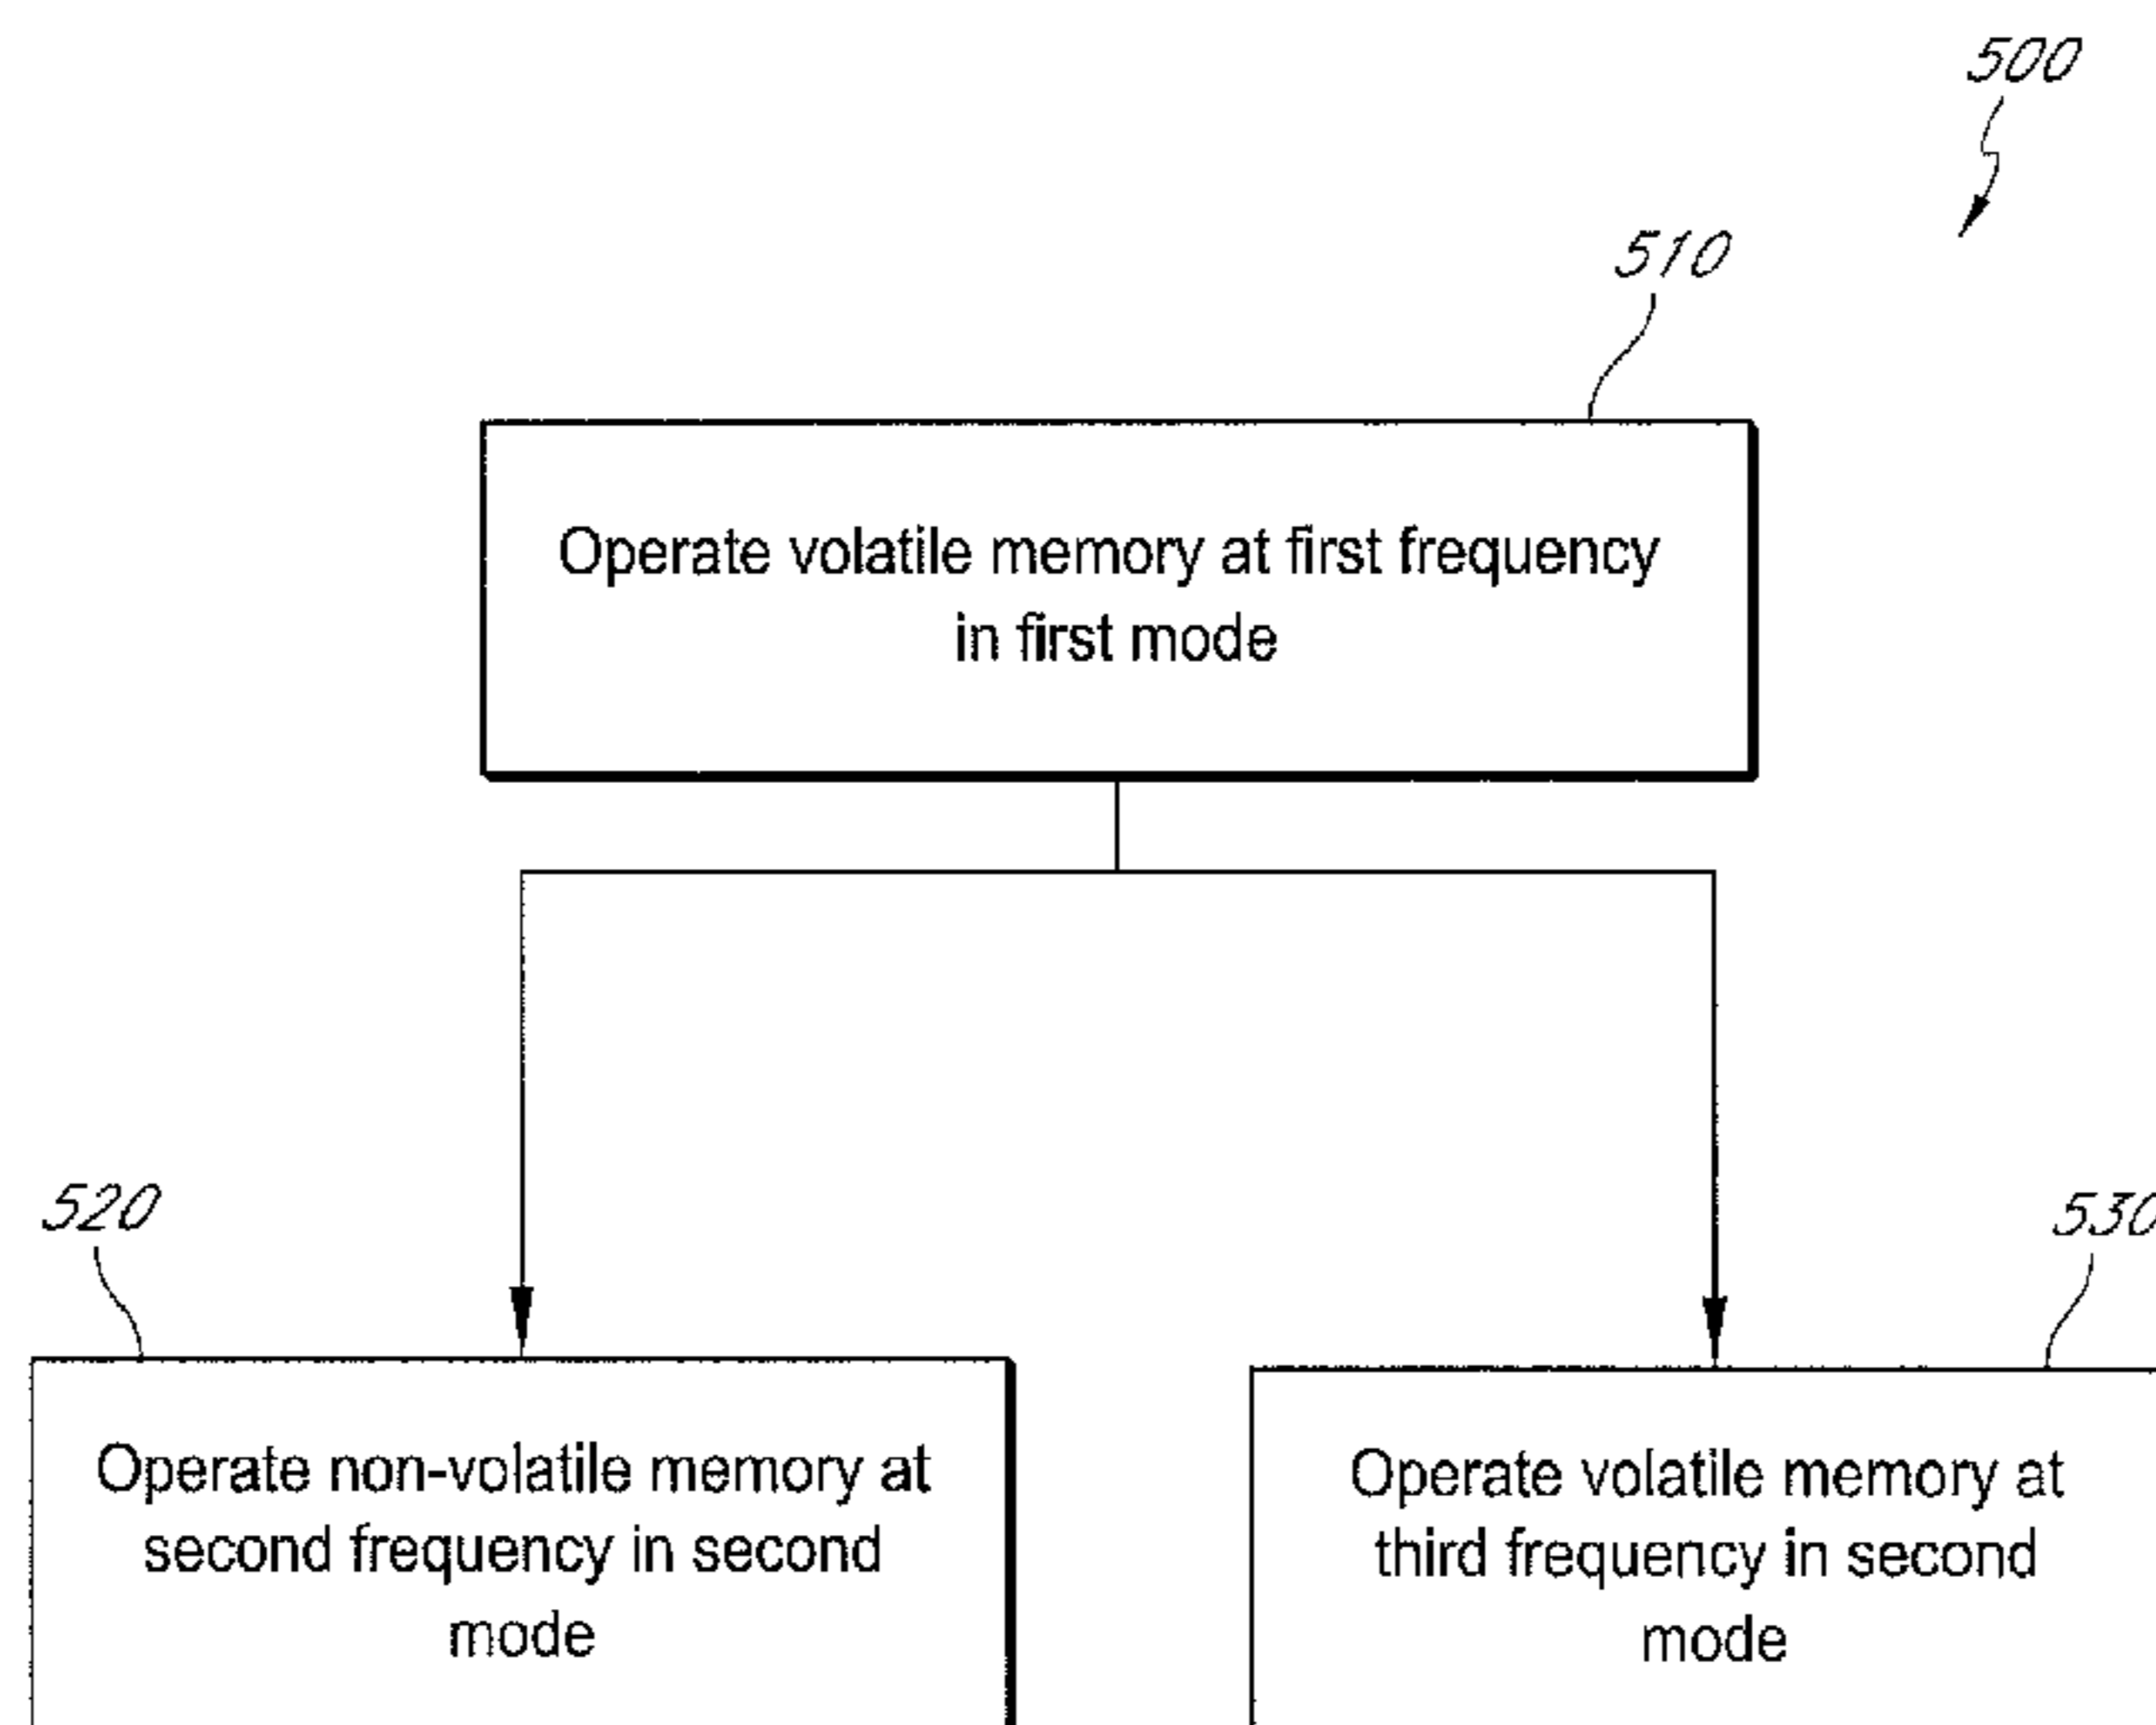 500
510
Operate volatile memory at first frequency
in first mode
520
530
Operate non-volatile memory at
second frequency in second
mode
Operate volatile memory at
third frequency in second
mode